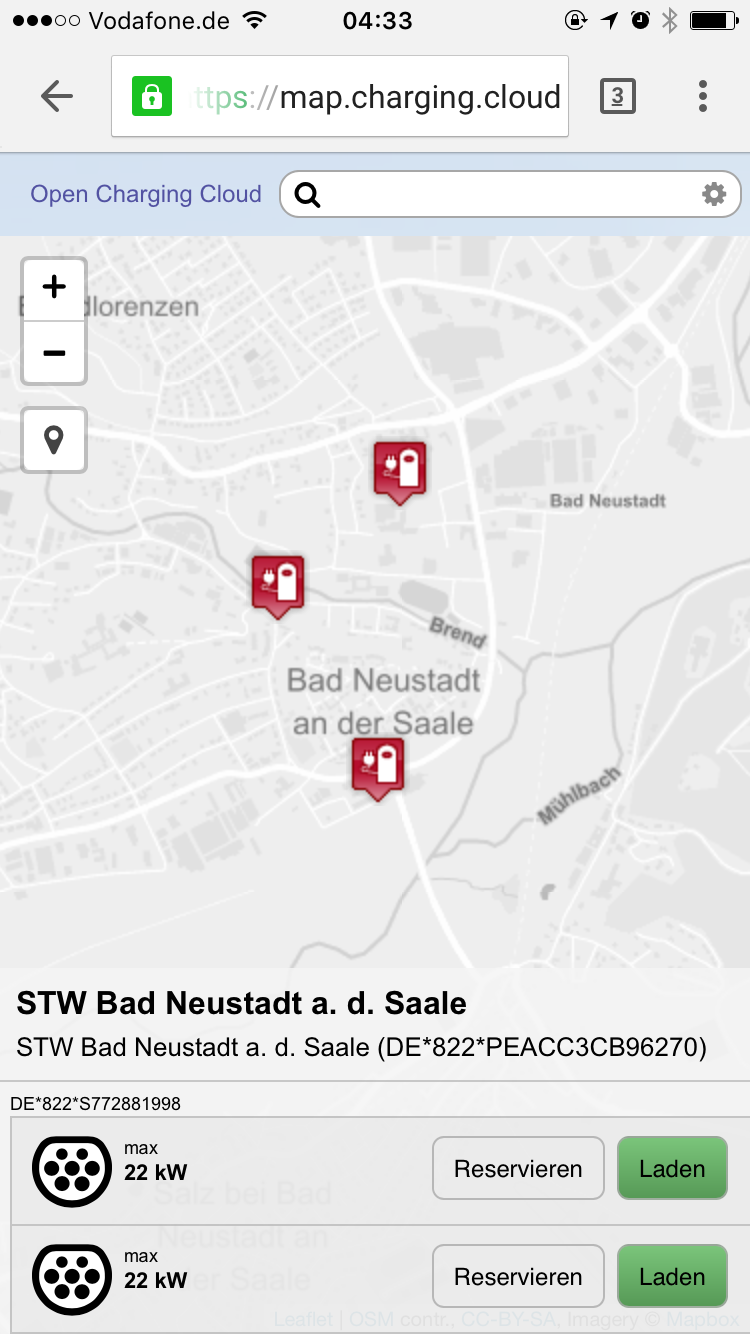 Vodafone.de 04:33
ttps://map.charging.cloud 3
Open Charging Cloud
+
dlorenzen
−
Bad Neustadt
Brend
Bad Neustadt
an der Saale
Mühlbach
STW Bad Neustadt a. d. Saale
STW Bad Neustadt a. d. Saale (DE*822*PEACC3CB96270)
DE*822*S772881998
max
22 kW
Reservieren
Laden
Salz bei Bad
Neustadt an
der Saale
max
22 kW
Reservieren
Laden
Leaflet | OSM contr., CC-BY-SA, Imagery © Mapbox